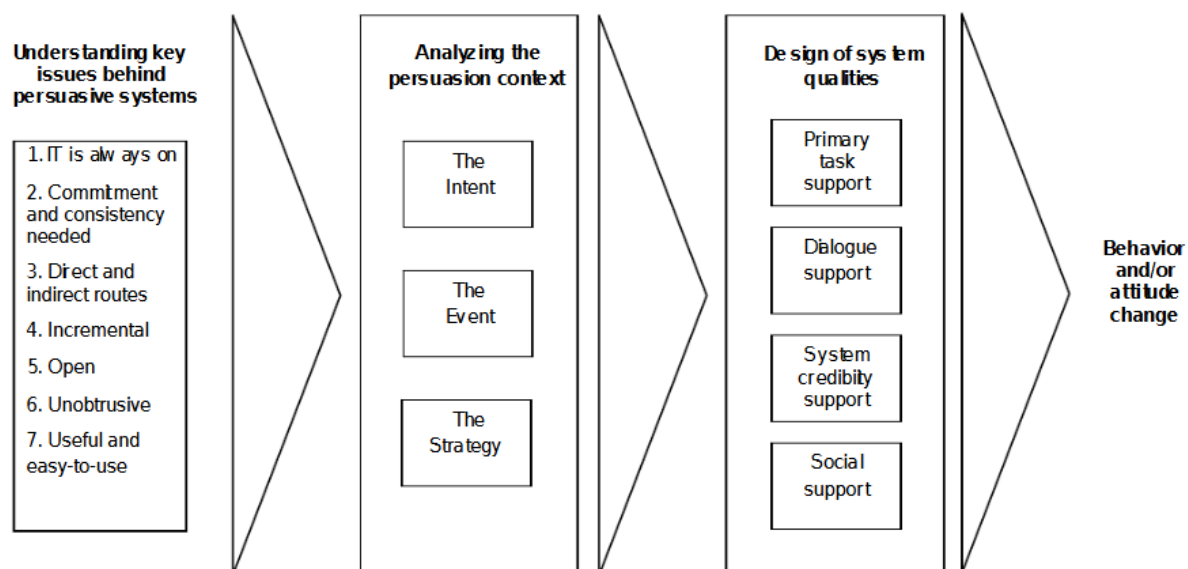 Understanding key
issues behind
persuasive systems
1. IT is always on
2. Commitment
and consistency
needed
3. Direct and
indirect routes
4. Incremental
5. Open
6. Unobtrusive
7. Useful and
easy-to-use
Analyzing the
persuasion context
The
Intent
The
Event
The
Strategy
Design of system
qualities
Primary
task
support
Dialogue
support
System
credibity
support
Social
support
Behavior
and/or
attitude
change